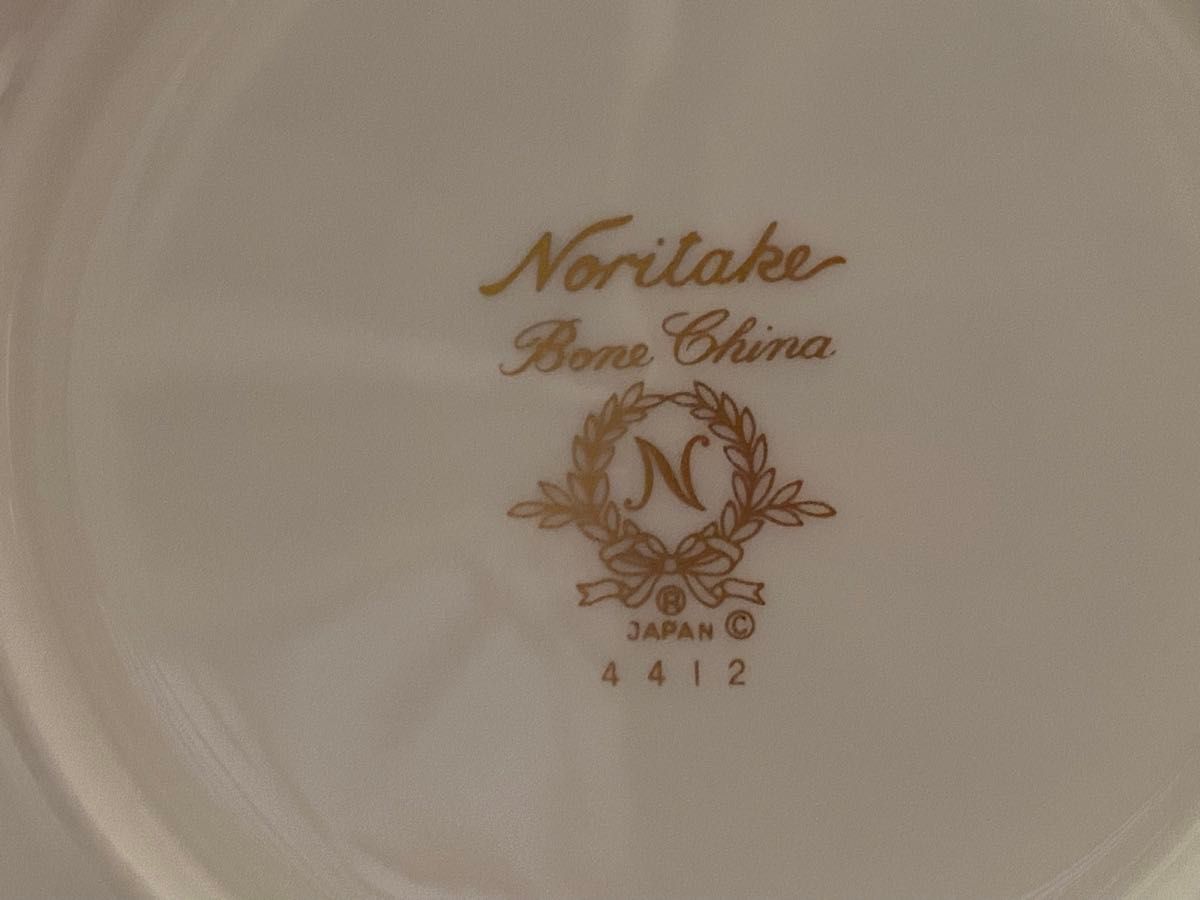 Noritake
Bone China
N
®
JAPAN ©
4412